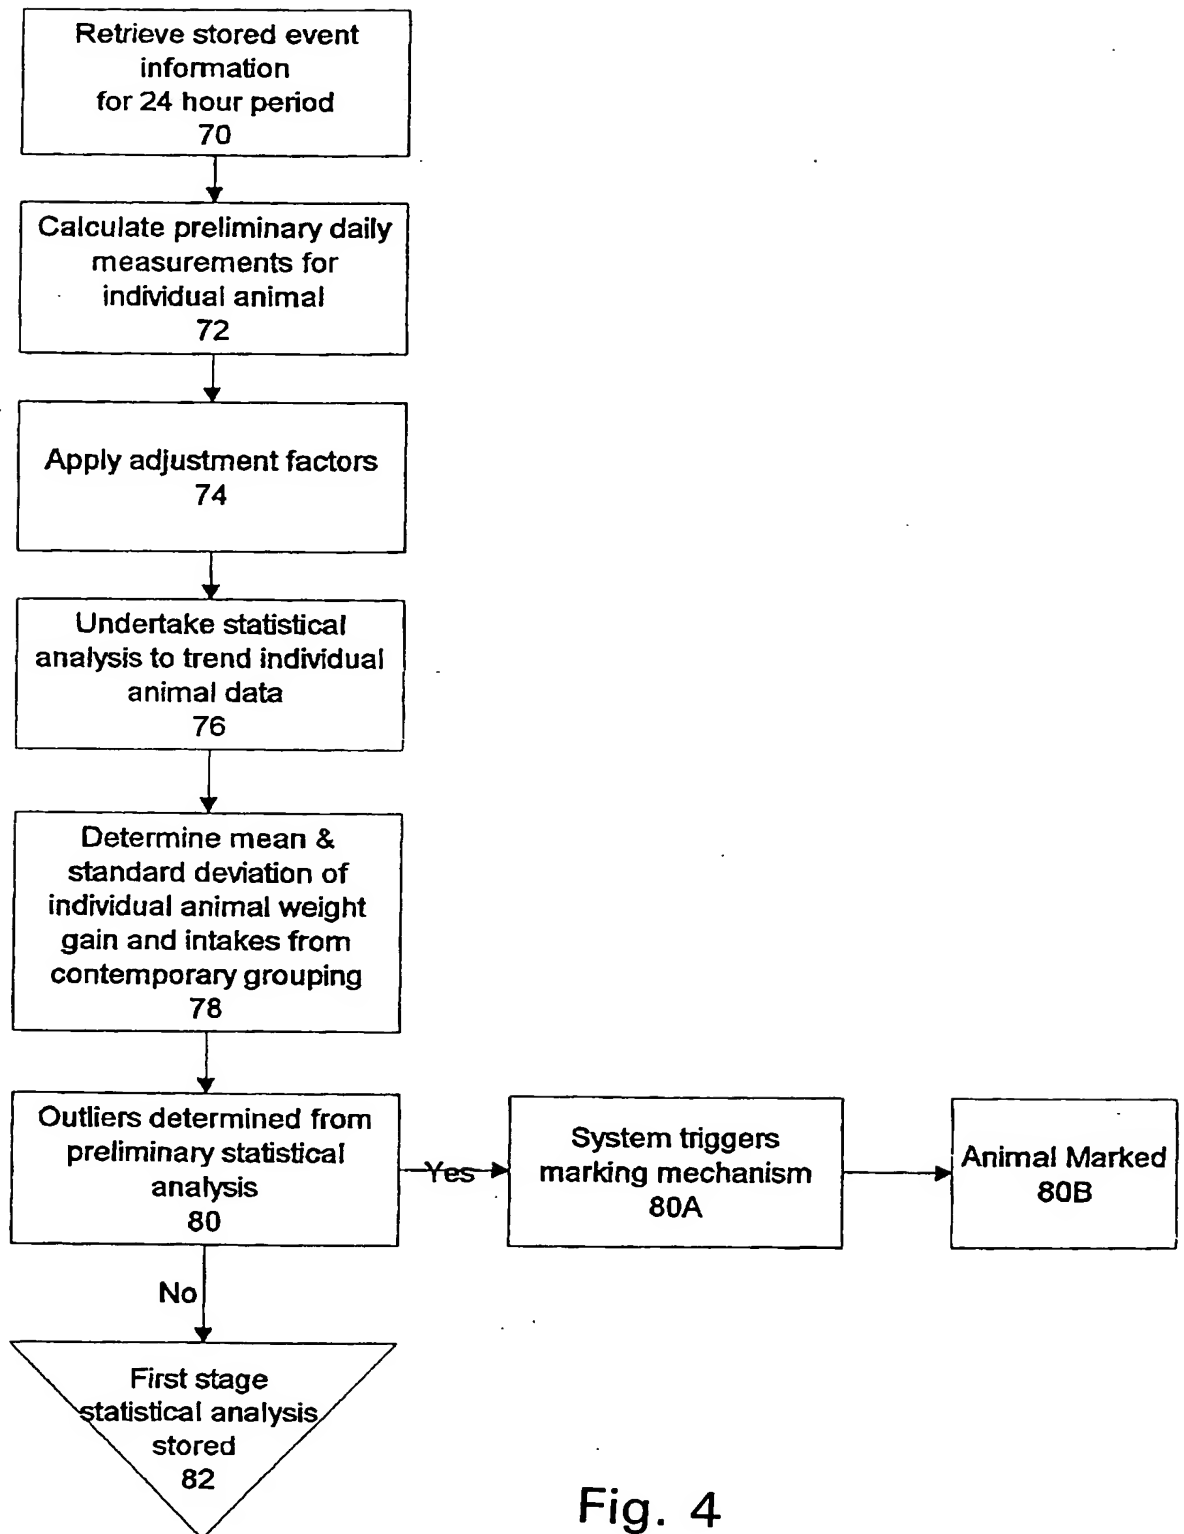 Retrieve stored event
information
for 24 hour period
70
Calculate preliminary daily
measurements for
individual animal
72
Apply adjustment factors
74
Undertake statistical
analysis to trend individual
animal data
76
Determine mean &
standard deviation of
individual animal weight
gain and intakes from
contemporary grouping
78
Outliers determined from
preliminary statistical
analysis
80
Yes
System triggers
marking mechanism
80A
Animal Marked
80B
No
First stage
statistical analysis
stored
82
Fig. 4